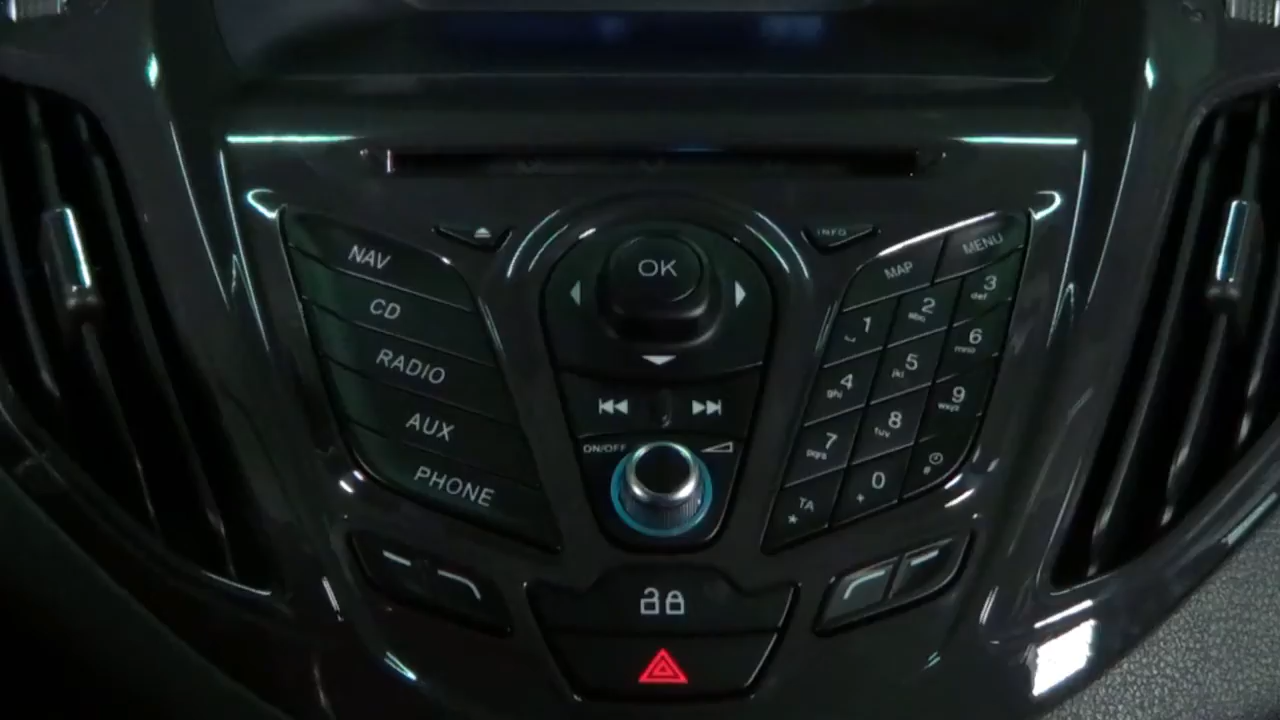 INFO
NAV
CD
RADIO
AUX
PHONE
OK
ON/OFF
MAP
MENU
1
2
abc
3
def
4
ghi
5
jkl
6
mno
7
pqrs
8
tuv
9
wxyz
TA
*
0
+
#